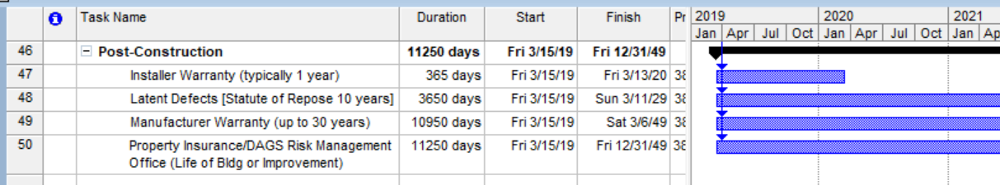 Task Name Duration Start Finish Pr 2019 2020 2021
Jan Apr Jul Oct Jan Apr Jul Oct Jan Ap
46 Post-Construction 11250 days Fri 3/15/19 Fri 12/31/49
47 Installer Warranty (typically 1 year) 365 days Fri 3/15/19 Fri 3/13/20 38
48 Latent Defects [Statute of Repose 10 years] 3650 days Fri 3/15/19 Sun 3/11/29 38
49 Manufacturer Warranty (up to 30 years) 10950 days Fri 3/15/19 Sat 3/6/49 38
50 Property Insurance/DAGS Risk Management 11250 days Fri 3/15/19 Fri 12/31/49 38
Office (Life of Bldg or Improvement)